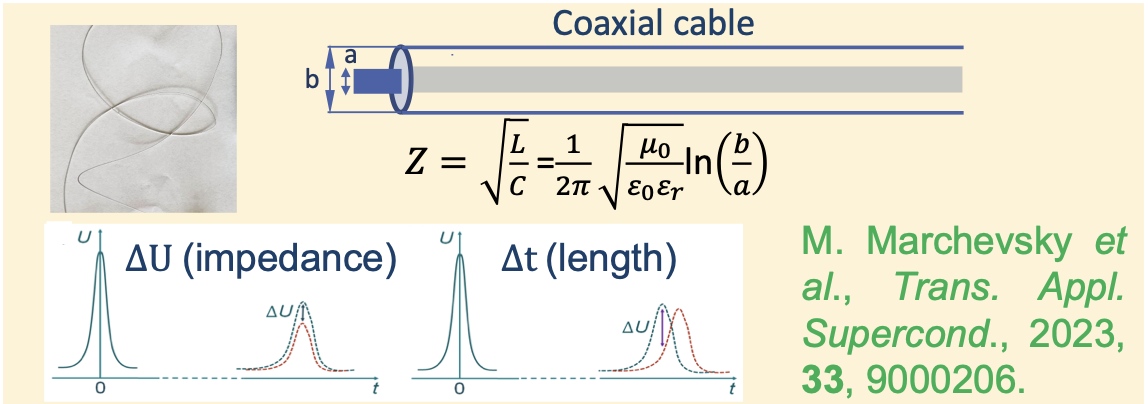 Coaxial cable
a
b
Z = √(L/C) = 1/2π √(μ₀/ε₀εᵣ) ln(b/a)
U
ΔU (impedance)
ΔU
0
t
U
Δt (length)
ΔU
0
t
M. Marchevsky et
al., Trans. Appl.
Supercond., 2023,
33, 9000206.